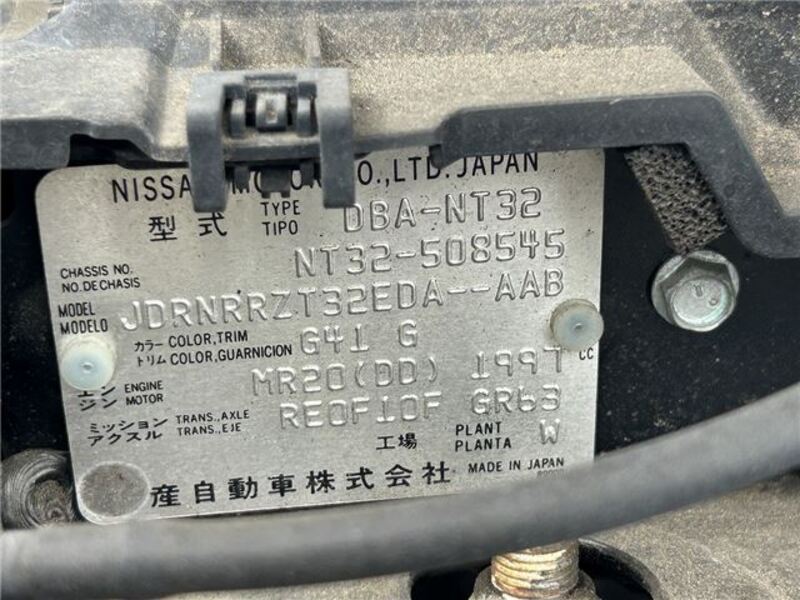 NISSAN MOTOR CO.,LTD.JAPAN
型式 TYPE TIPO DBA-NT32
CHASSIS NO. NO.DE CHASIS NT32-508545
MODEL MODELO JDRNRRZT32EDA--AAB
カラー COLOR,TRIM トリム COLOR,GUARNICION G41 G
エンジン ENGINE MOTOR MR20(DD) 1997 CC
ミッション アクスル TRANS.,AXLE TRANS.,EJE RE0F10F GR63
工場 PLANT PLANTA W
産自動車株式会社 MADE IN JAPAN